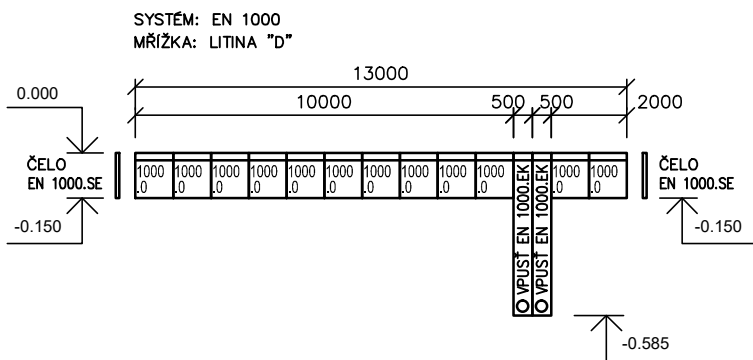 SYSTÉM: EN 1000
MŘÍŽKA: LITINA "D"
13000
10000 500 500 2000
0.000
ČELO
EN 1000.SE
-0.150
1000 1000 1000 1000 1000 1000 1000 1000 1000 1000 1000 1000
.0 .0 .0 .0 .0 .0 .0 .0 .0 .0 .0 .0
VPUSŤ EN 1000.EK
VPUSŤ EN 1000.EK
ČELO
EN 1000.SE
-0.150
-0.585